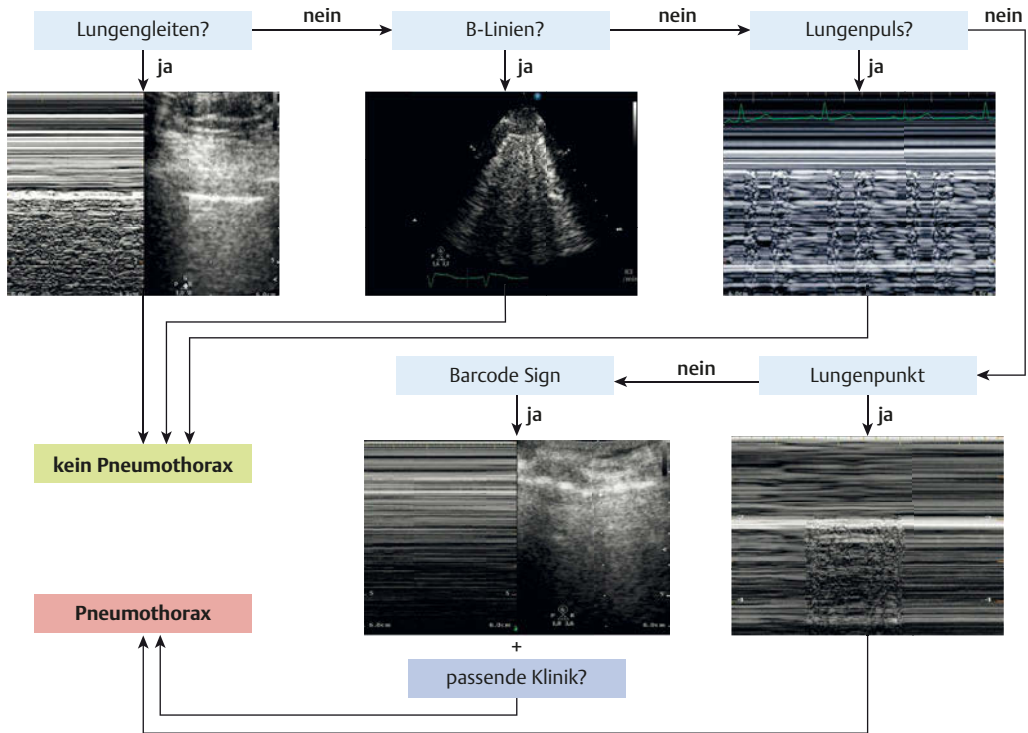 Lungengleiten?
nein
B-Linien?
nein
Lungenpuls?
nein
ja
ja
ja
Barcode Sign
nein
Lungenpunkt
ja
ja
kein Pneumothorax
Pneumothorax
+
passende Klinik?